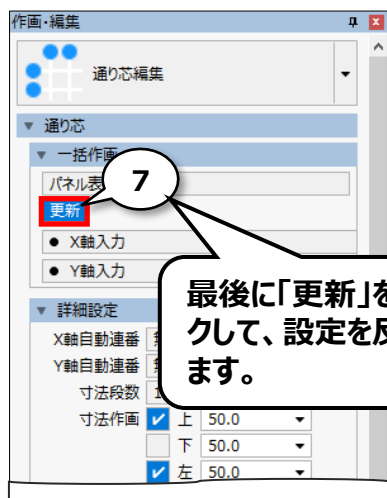 作画・編集
通り芯編集
通り芯
一括作画
パネル表
7
更新
X軸入力
Y軸入力
最後に「更新」を
クして、設定を反
ます。
詳細設定
X軸自動連番
Y軸自動連番
寸法段数
寸法作画 上 50.0
下 50.0
左 50.0